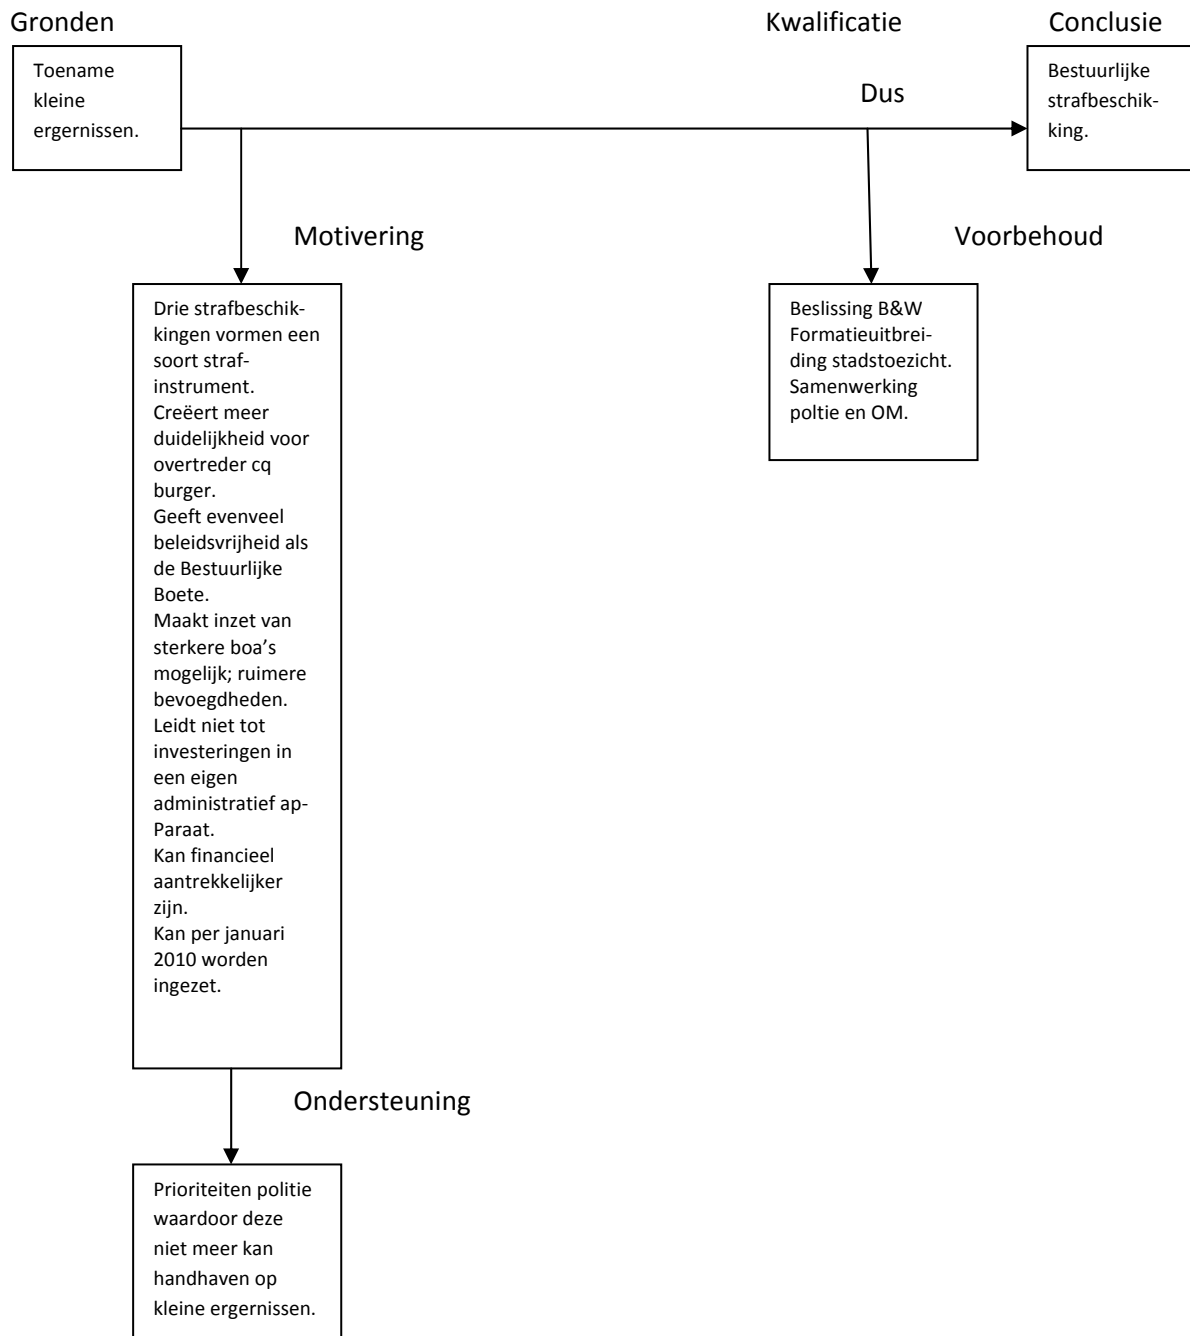 Gronden
Kwalificatie
Conclusie
Toename
kleine
ergernissen.
Dus
Bestuurlijke
strafbeschik-
king.
Motivering
Voorbehoud
Drie strafbeschik-
kingen vormen een
soort straf-
instrument.
Creëert meer
duidelijkheid voor
overtreder cq
burger.
Geeft evenveel
beleidsvrijheid als
de Bestuurlijke
Boete.
Maakt inzet van
sterkere boa’s
mogelijk; ruimere
bevoegdheden.
Leidt niet tot
investeringen in
een eigen
administratief ap-
Paraat.
Kan financieel
aantrekkelijker
zijn.
Kan per januari
2010 worden
ingezet.
Beslissing B&W
Formatieuitbrei-
ding stadstoezicht.
Samenwerking
poltie en OM.
Ondersteuning
Prioriteiten politie
waardoor deze
niet meer kan
handhaven op
kleine ergernissen.